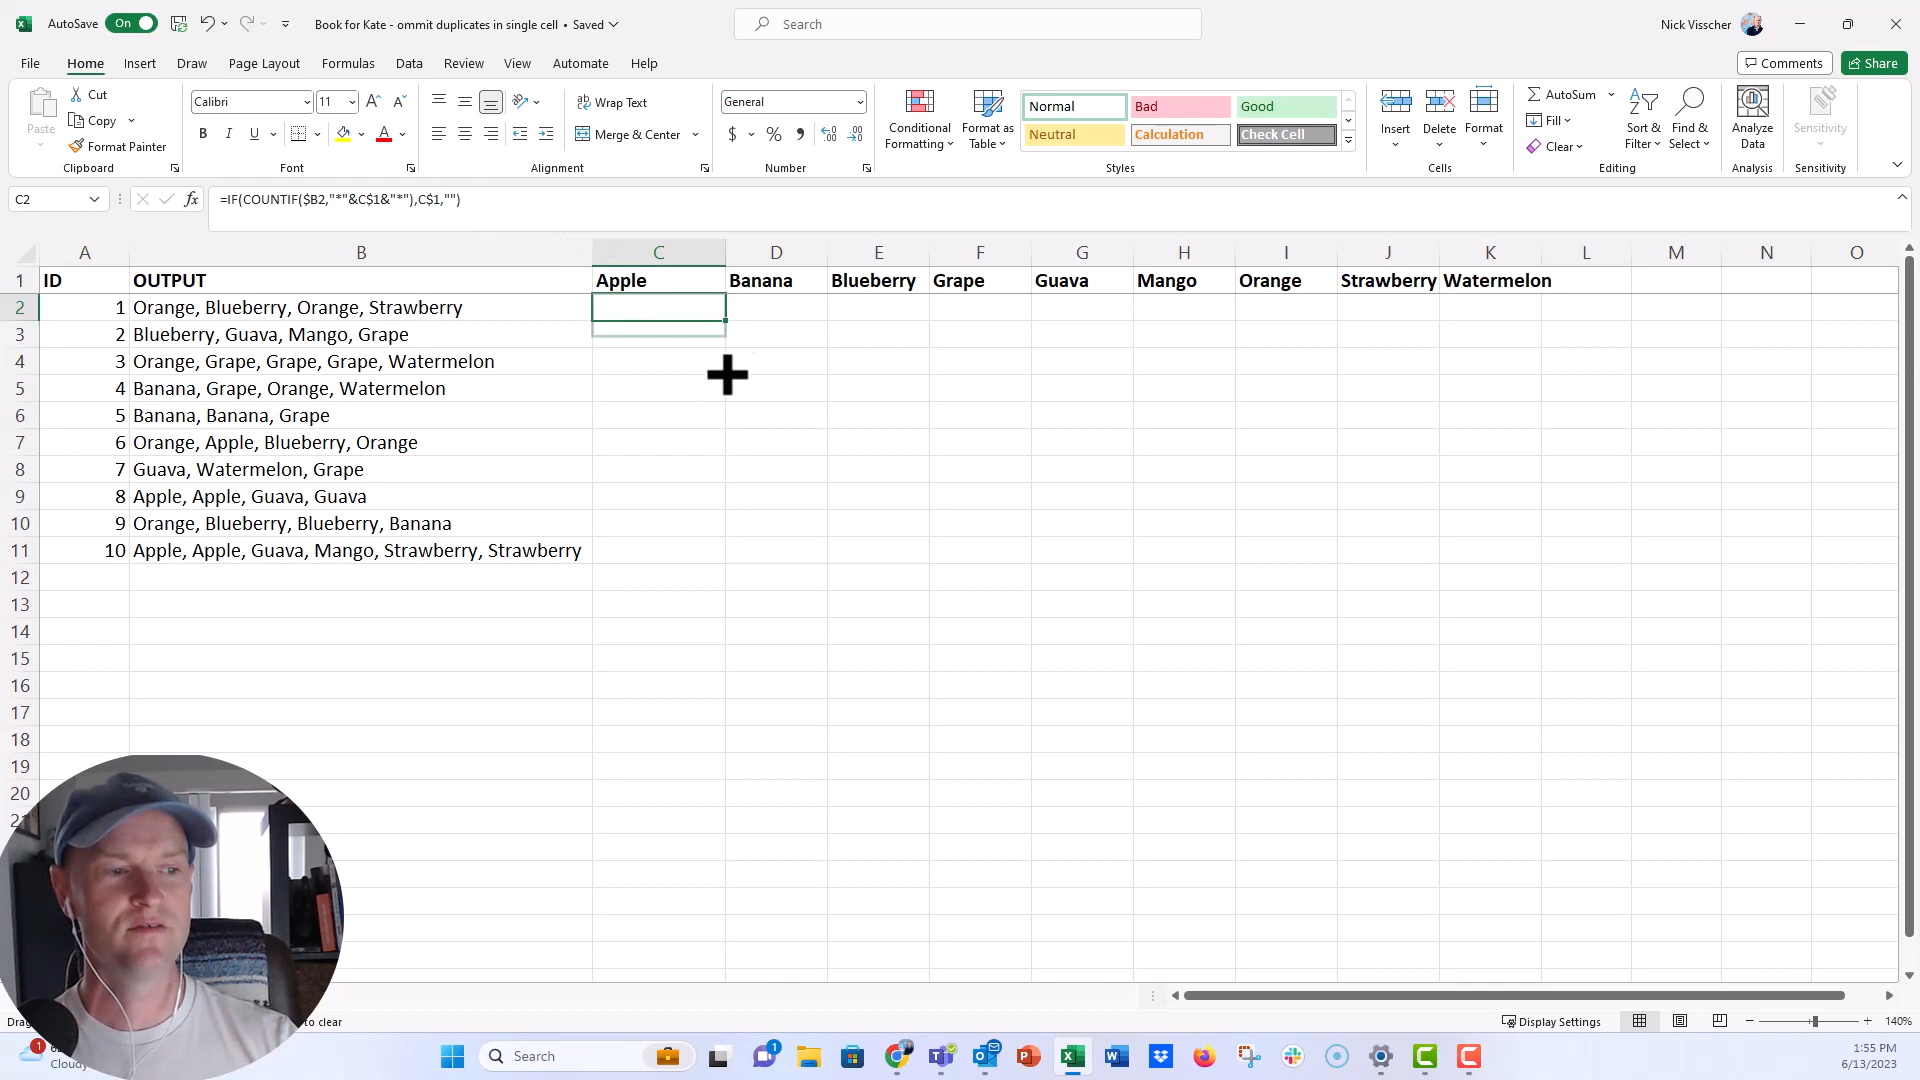 AutoSave On Book for Kate - ommit duplicates in single cell • Saved Search Nick Visscher
File Home Insert Draw Page Layout Formulas Data Review View Automate Help Comments Share
Paste Cut Copy Format Painter Clipboard
Calibri 11 B I U A Font
Wrap Text Merge & Center Alignment
General $ % Number
Conditional Formatting Format as Table Normal Bad Good Neutral Calculation Check Cell Styles
Insert Delete Format Cells
AutoSum Fill Clear Sort & Filter Find & Select Editing
Analyze Data Analysis Sensitivity Sensitivity
C2 fx =IF(COUNTIF($B2,"*"&C$1&"*"),C$1,"")
A B C D E F G H I J K L M N O
1 ID OUTPUT Apple Banana Blueberry Grape Guava Mango Orange Strawberry Watermelon
2 1 Orange, Blueberry, Orange, Strawberry
3 2 Blueberry, Guava, Mango, Grape
4 3 Orange, Grape, Grape, Grape, Watermelon
5 4 Banana, Grape, Orange, Watermelon
6 5 Banana, Banana, Grape
7 6 Orange, Apple, Blueberry, Orange
8 7 Guava, Watermelon, Grape
9 8 Apple, Apple, Guava, Guava
10 9 Orange, Blueberry, Blueberry, Banana
11 10 Apple, Apple, Guava, Mango, Strawberry, Strawberry
12
13
14
15
16
17
18
19
20
to clear Display Settings 140%
1 Cloudy Search 1 1:55 PM
6/13/2023